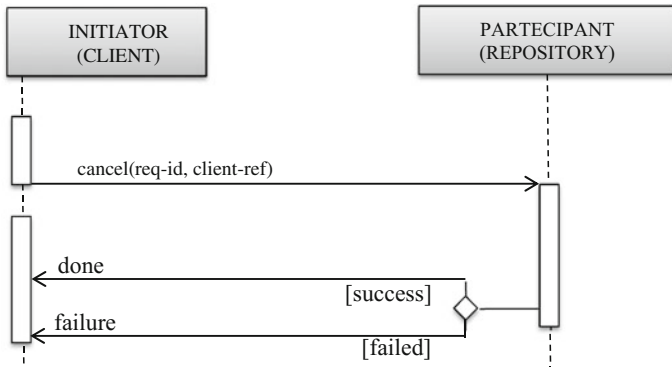 INITIATOR
(CLIENT)
PARTECIPANT
(REPOSITORY)
cancel(req-id, client-ref)
done
[success]
failure
[failed]